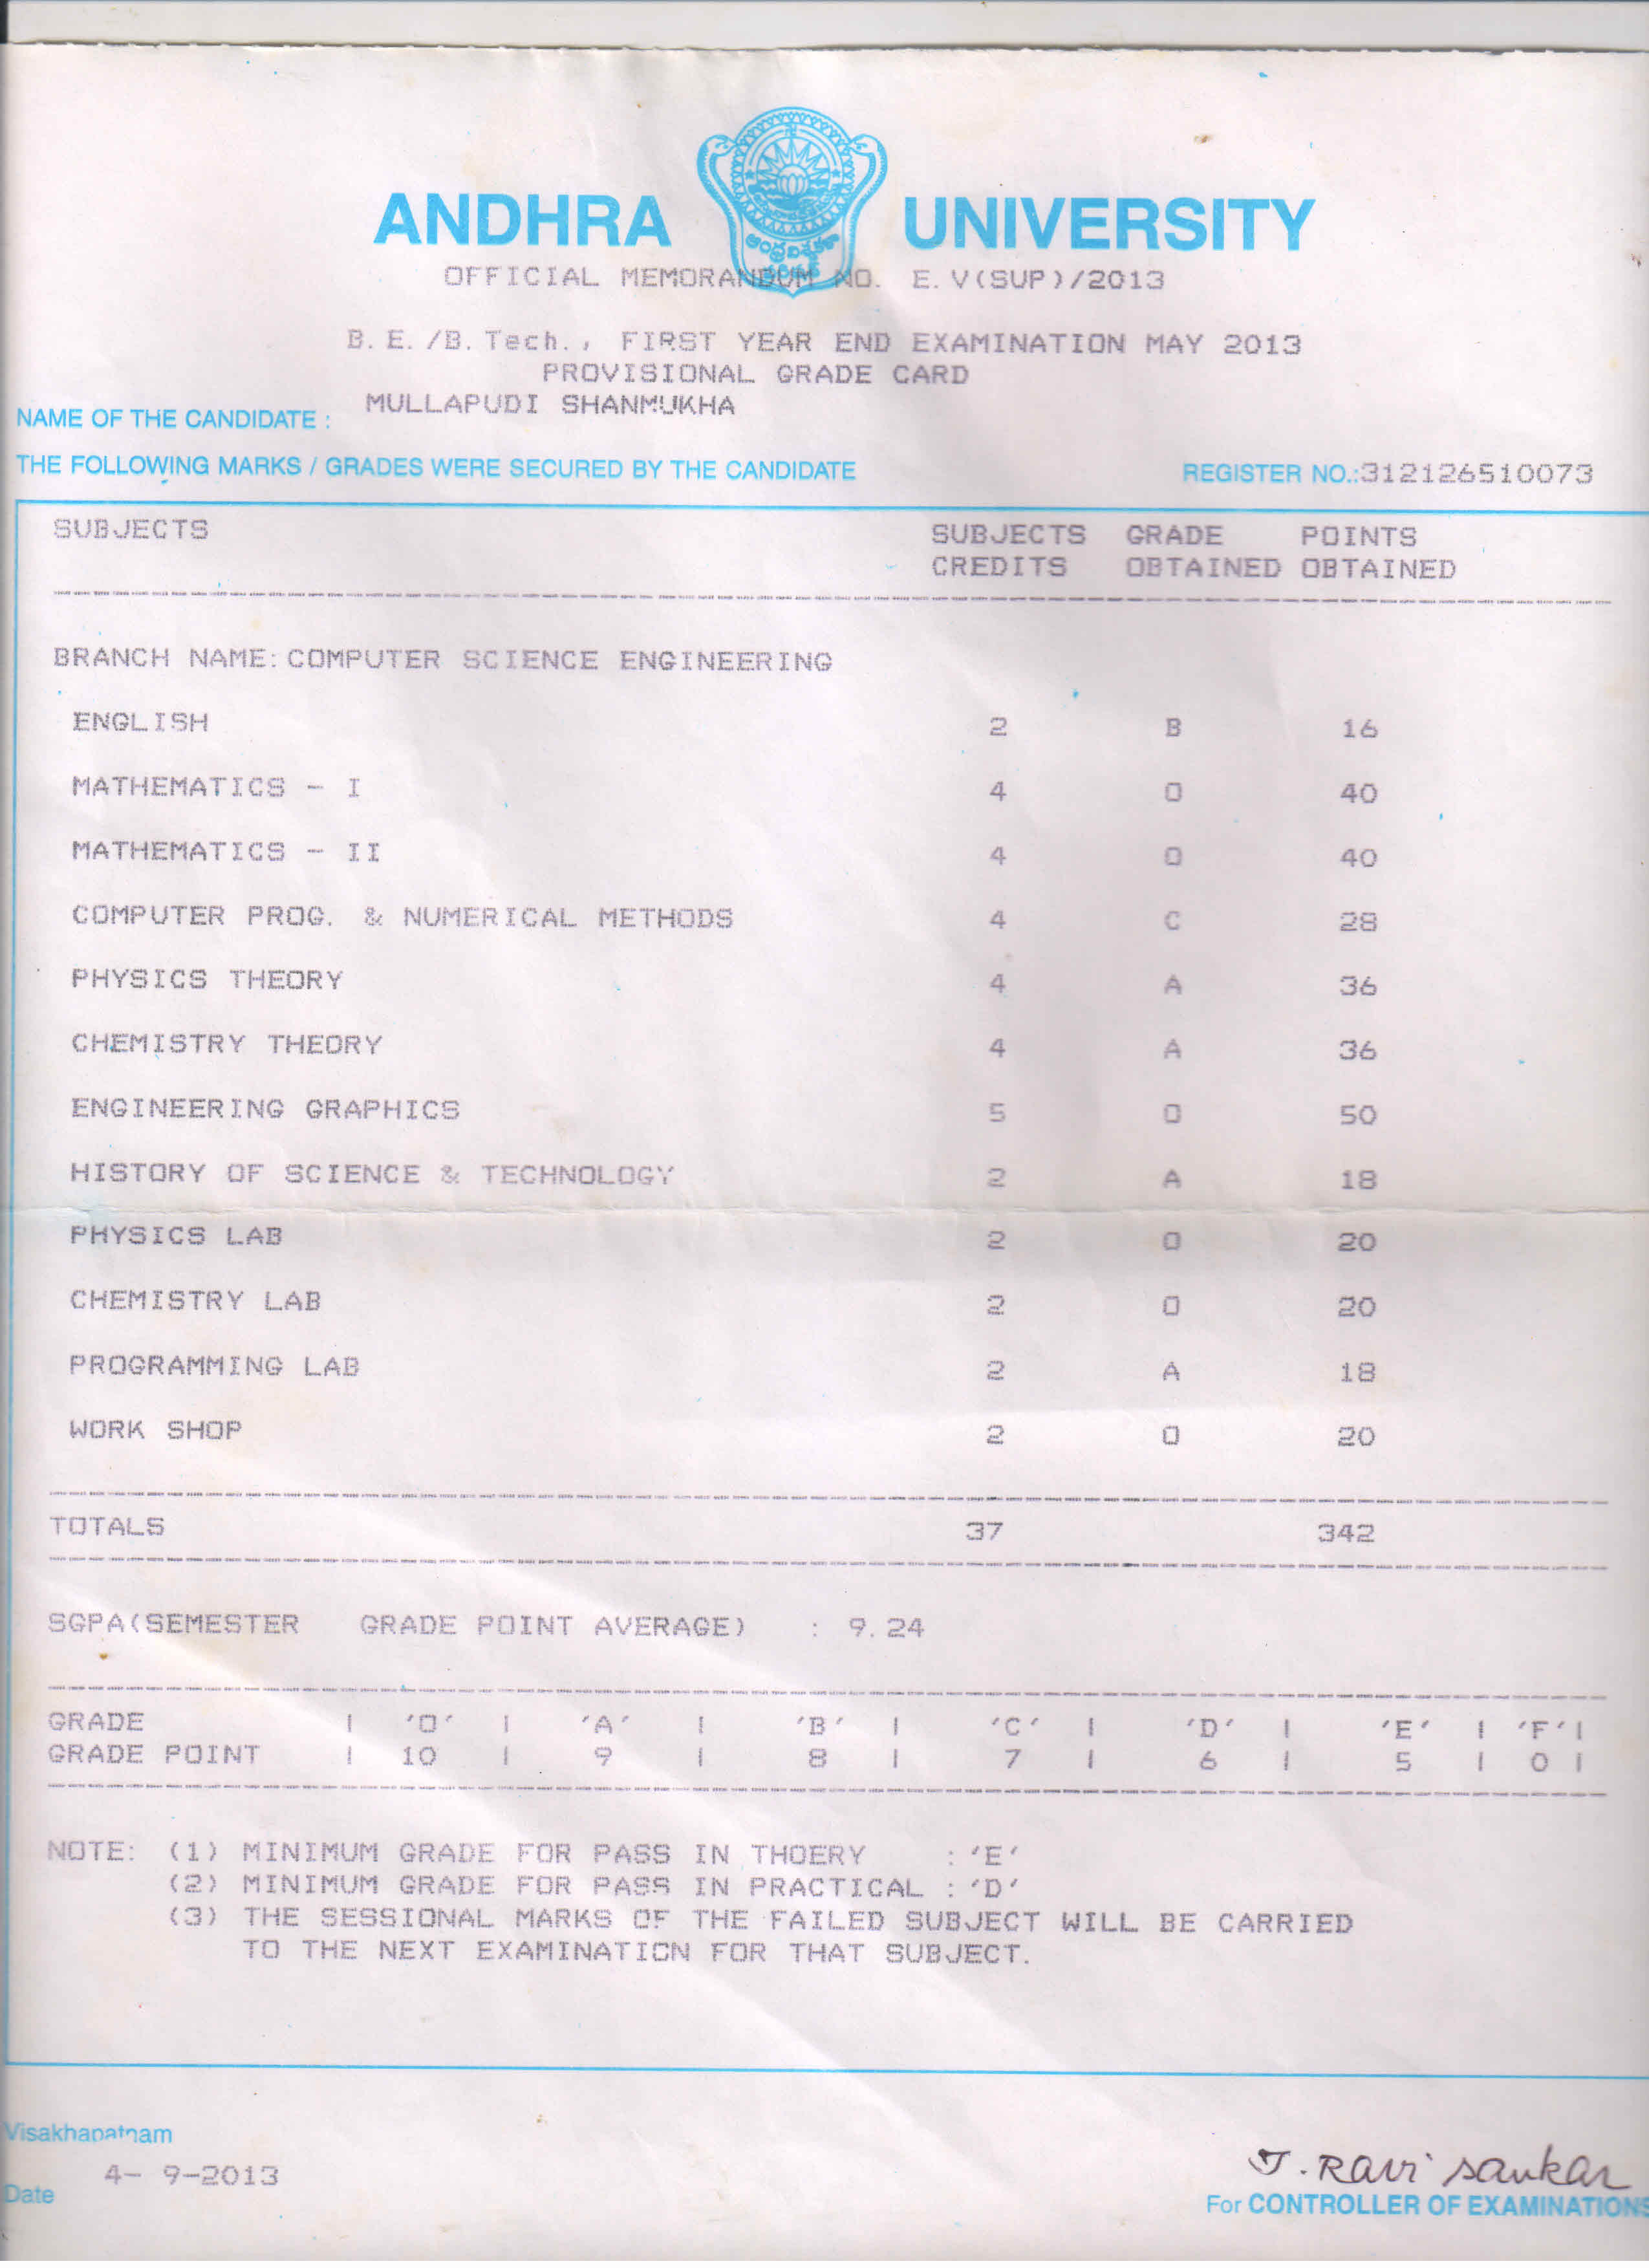 ANDHRA UNIVERSITY
OFFICIAL MEMORANDUM NO. E.V(SUP)/2013
B.E./B.Tech., FIRST YEAR END EXAMINATION MAY 2013
PROVISIONAL GRADE CARD
NAME OF THE CANDIDATE : MULLAPUDI SHANMUKHA
THE FOLLOWING MARKS / GRADES WERE SECURED BY THE CANDIDATE REGISTER NO.:312126510073
SUBJECTS SUBJECTS GRADE POINTS
CREDITS OBTAINED OBTAINED
BRANCH NAME: COMPUTER SCIENCE ENGINEERING
ENGLISH 2 B 16
MATHEMATICS - I 4 O 40
MATHEMATICS - II 4 O 40
COMPUTER PROG. & NUMERICAL METHODS 4 C 28
PHYSICS THEORY 4 A 36
CHEMISTRY THEORY 4 A 36
ENGINEERING GRAPHICS 5 O 50
HISTORY OF SCIENCE & TECHNOLOGY 2 A 18
PHYSICS LAB 2 O 20
CHEMISTRY LAB 2 O 20
PROGRAMMING LAB 2 A 18
WORK SHOP 2 O 20
TOTALS 37 342
SGPA(SEMESTER GRADE POINT AVERAGE) : 9.24
GRADE | 'O' | 'A' | 'B' | 'C' | 'D' | 'E' | 'F' |
GRADE POINT | 10 | 9 | 8 | 7 | 6 | 5 | 0 |
NOTE: (1) MINIMUM GRADE FOR PASS IN THOERY : 'E'
(2) MINIMUM GRADE FOR PASS IN PRACTICAL : 'D'
(3) THE SESSIONAL MARKS OF THE FAILED SUBJECT WILL BE CARRIED
TO THE NEXT EXAMINATION FOR THAT SUBJECT.
Visakhapatnam
Date 4- 9-2013
J. Ravi Sankar
For CONTROLLER OF EXAMINATIONS